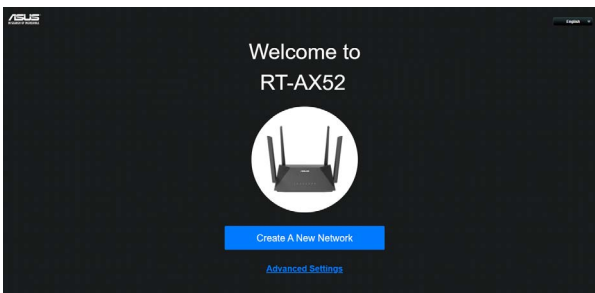 ASUS
English
Welcome to
RT-AX52
Create A New Network
Advanced Settings